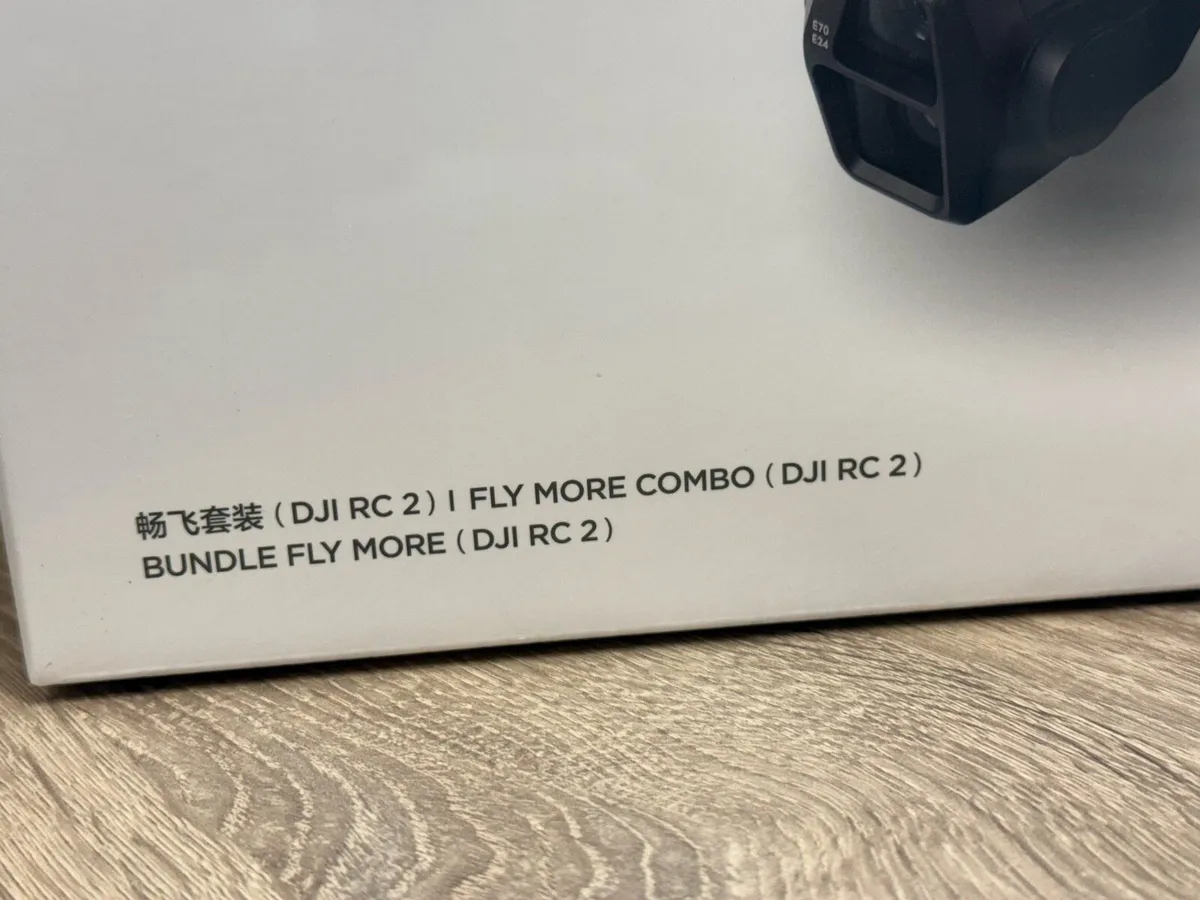 E70
E24
畅飞套装（DJI RC 2）I FLY MORE COMBO（DJI RC 2）
BUNDLE FLY MORE（DJI RC 2）